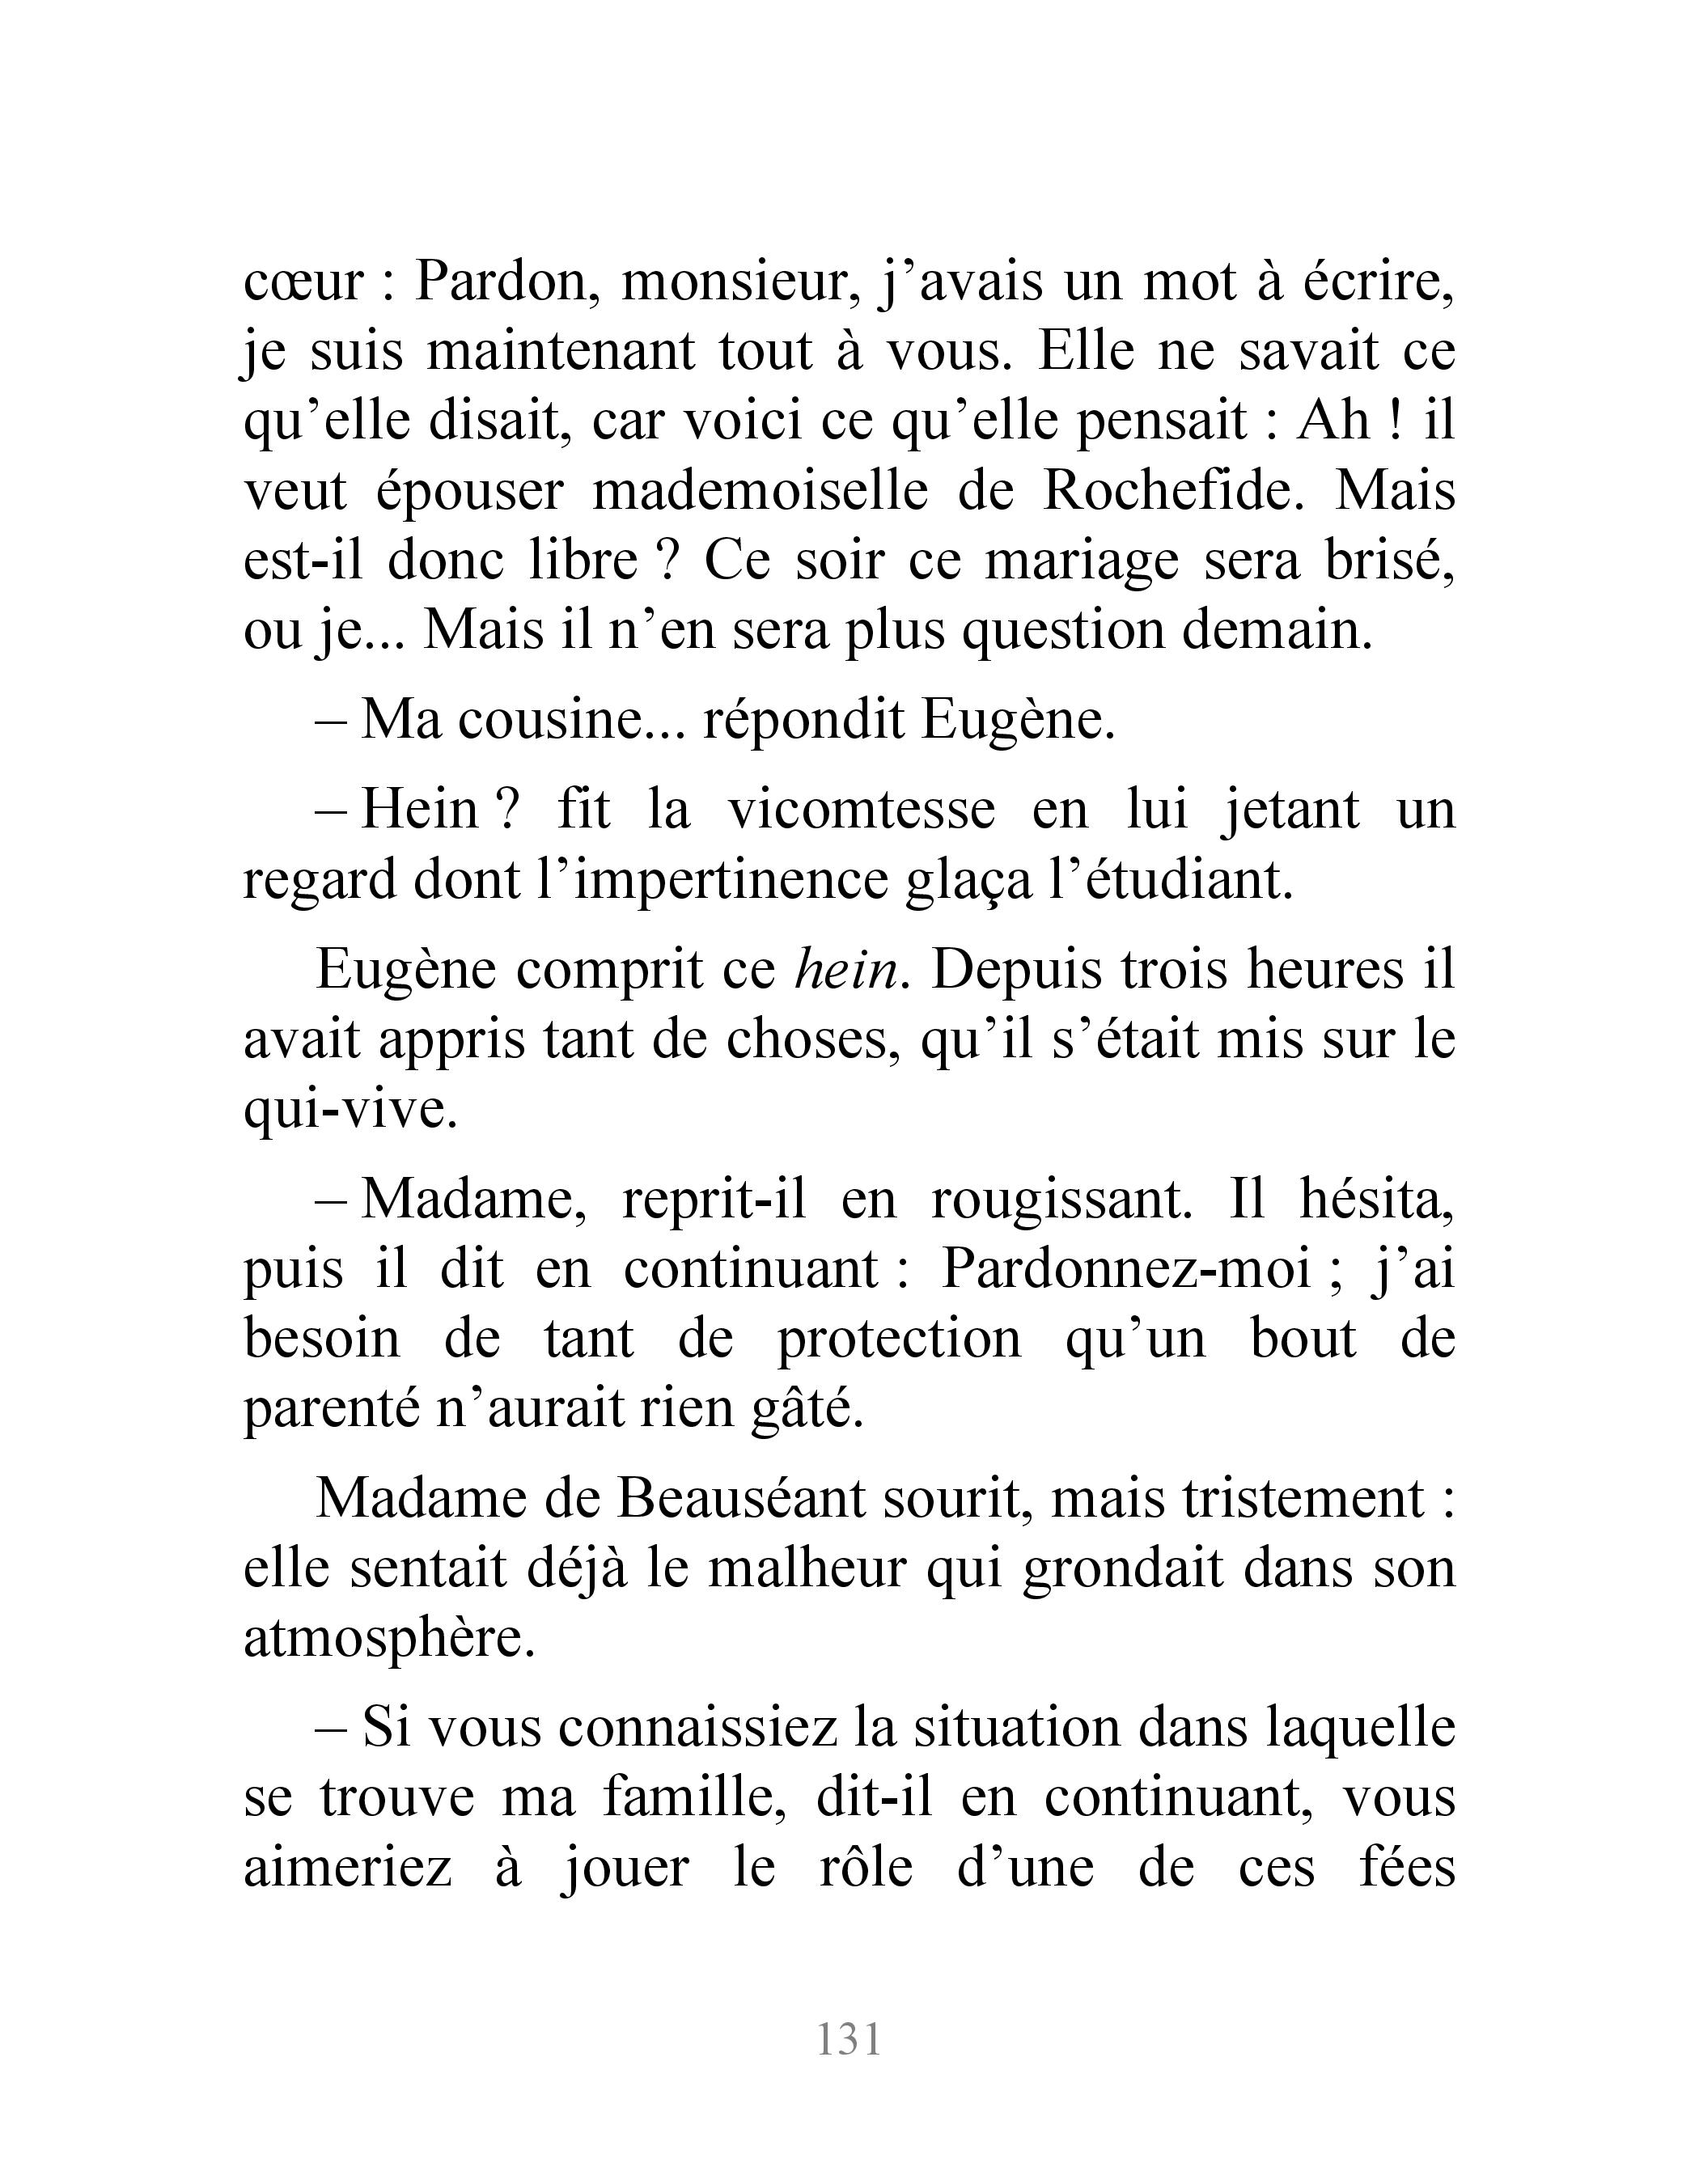 cœur : Pardon, monsieur, j’avais un mot à écrire,
je suis maintenant tout à vous. Elle ne savait ce
qu’elle disait, car voici ce qu’elle pensait : Ah ! il
veut épouser mademoiselle de Rochefide. Mais
est-il donc libre ? Ce soir ce mariage sera brisé,
ou je... Mais il n’en sera plus question demain.
– Ma cousine... répondit Eugène.
– Hein ? fit la vicomtesse en lui jetant un
regard dont l’impertinence glaça l’étudiant.
Eugène comprit ce hein. Depuis trois heures il
avait appris tant de choses, qu’il s’était mis sur le
qui-vive.
– Madame, reprit-il en rougissant. Il hésita,
puis il dit en continuant : Pardonnez-moi ; j’ai
besoin de tant de protection qu’un bout de
parenté n’aurait rien gâté.
Madame de Beauséant sourit, mais tristement :
elle sentait déjà le malheur qui grondait dans son
atmosphère.
– Si vous connaissiez la situation dans laquelle
se trouve ma famille, dit-il en continuant, vous
aimeriez à jouer le rôle d’une de ces fées
131